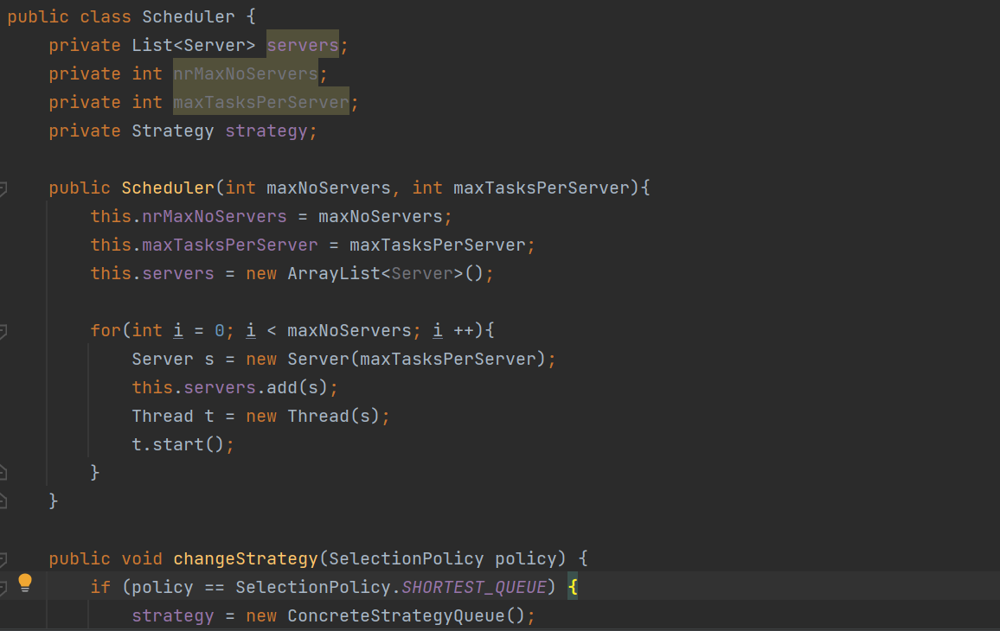 public class Scheduler {
    private List<Server> servers;
    private int nrMaxNoServers;
    private int maxTasksPerServer;
    private Strategy strategy;

    public Scheduler(int maxNoServers, int maxTasksPerServer){
        this.nrMaxNoServers = maxNoServers;
        this.maxTasksPerServer = maxTasksPerServer;
        this.servers = new ArrayList<Server>();

        for(int i = 0; i < maxNoServers; i ++){
            Server s = new Server(maxTasksPerServer);
            this.servers.add(s);
            Thread t = new Thread(s);
            t.start();
        }
    }

    public void changeStrategy(SelectionPolicy policy) {
        if (policy == SelectionPolicy.SHORTEST_QUEUE) {
            strategy = new ConcreteStrategyQueue();